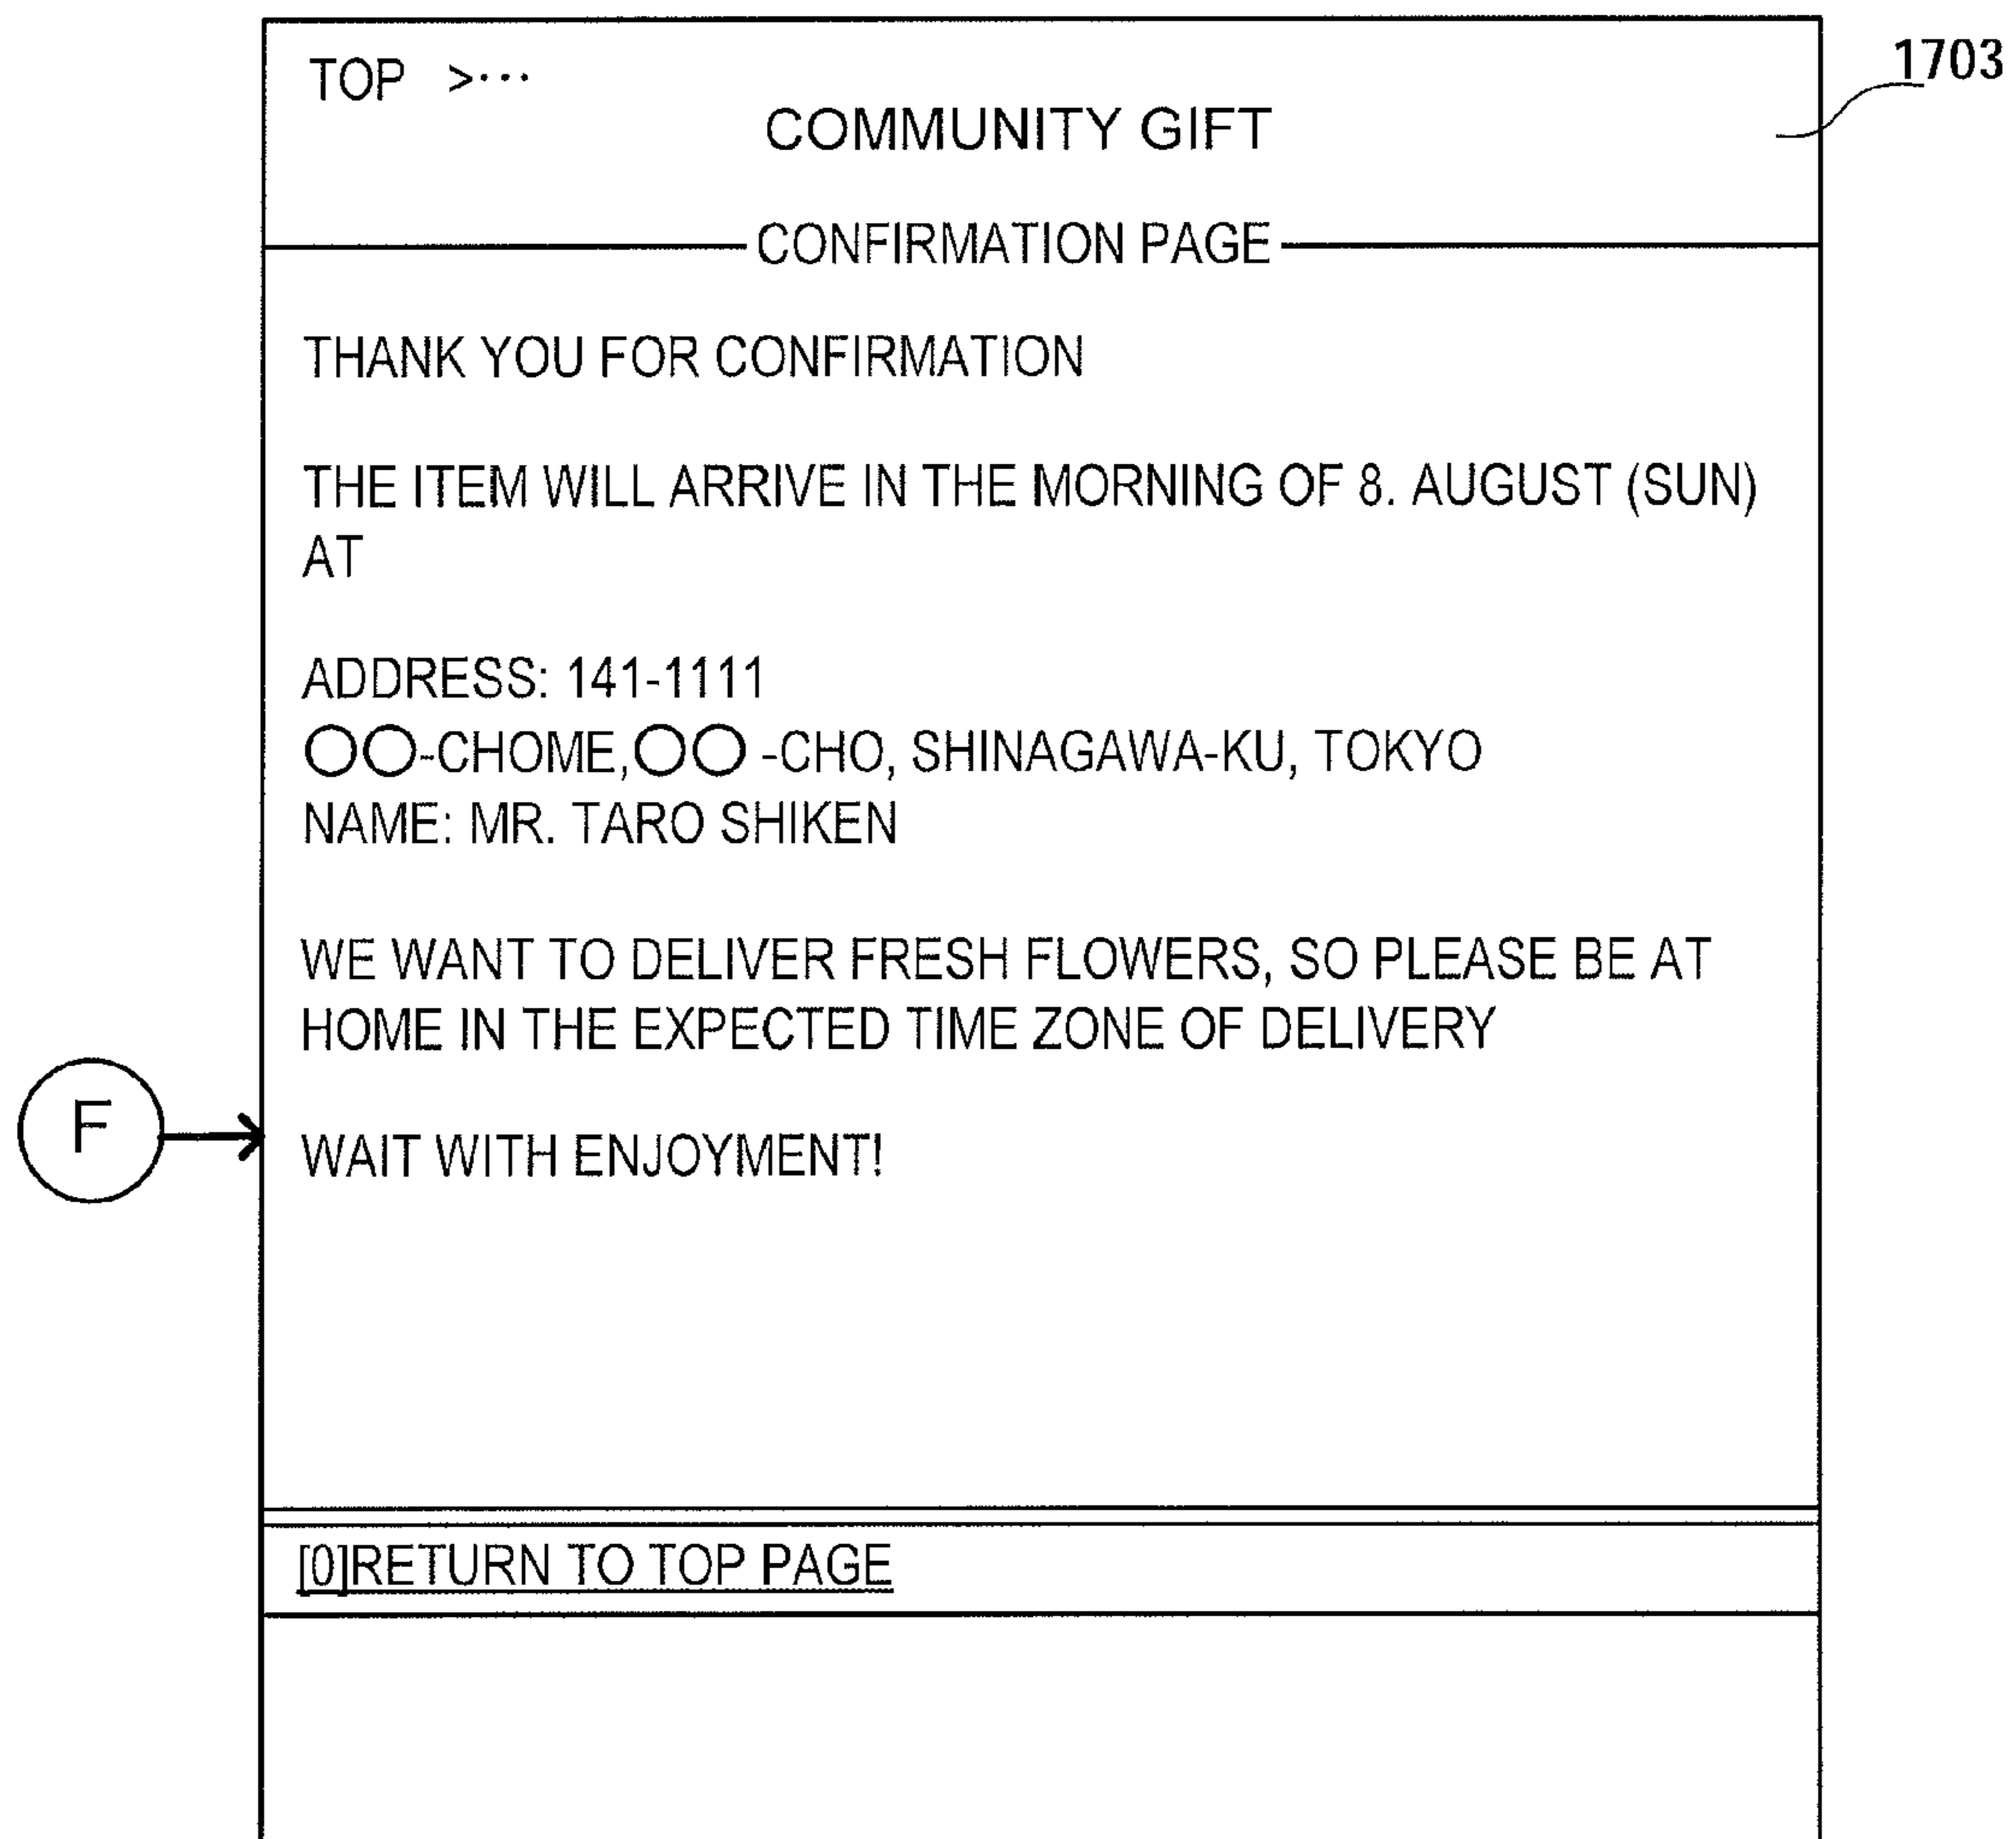 TOP >···
1703
COMMUNITY GIFT
CONFIRMATION PAGE
THANK YOU FOR CONFIRMATION
THE ITEM WILL ARRIVE IN THE MORNING OF 8. AUGUST (SUN)
AT
ADDRESS: 141-1111
○○-CHOME,○○ -CHO, SHINAGAWA-KU, TOKYO
NAME: MR. TARO SHIKEN
WE WANT TO DELIVER FRESH FLOWERS, SO PLEASE BE AT
HOME IN THE EXPECTED TIME ZONE OF DELIVERY
F
WAIT WITH ENJOYMENT!
[0]RETURN TO TOP PAGE